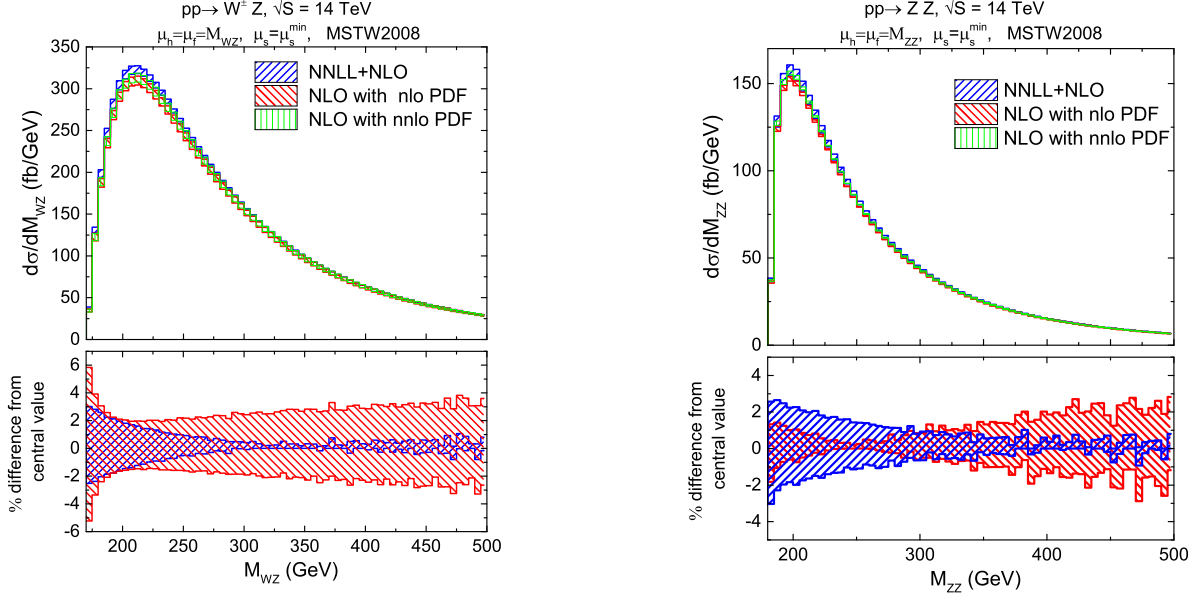 pp→ W± Z, √S = 14 TeV
μh=μf=MWZ, μs=μs^min, MSTW2008
350
300
250
200
150
100
50
0
dσ/dMWZ (fb/GeV)
NNLL+NLO
NLO with nlo PDF
NLO with nnlo PDF
6
4
2
0
-2
-4
-6
% difference from
central value
200 250 300 350 400 450 500
MWZ (GeV)
pp→ Z Z, √S = 14 TeV
μh=μf=MZZ, μs=μs^min, MSTW2008
150
100
50
0
dσ/dMZZ (fb/GeV)
NNLL+NLO
NLO with nlo PDF
NLO with nnlo PDF
4
2
0
-2
-4
% difference from
central value
200 300 400 500
MZZ (GeV)